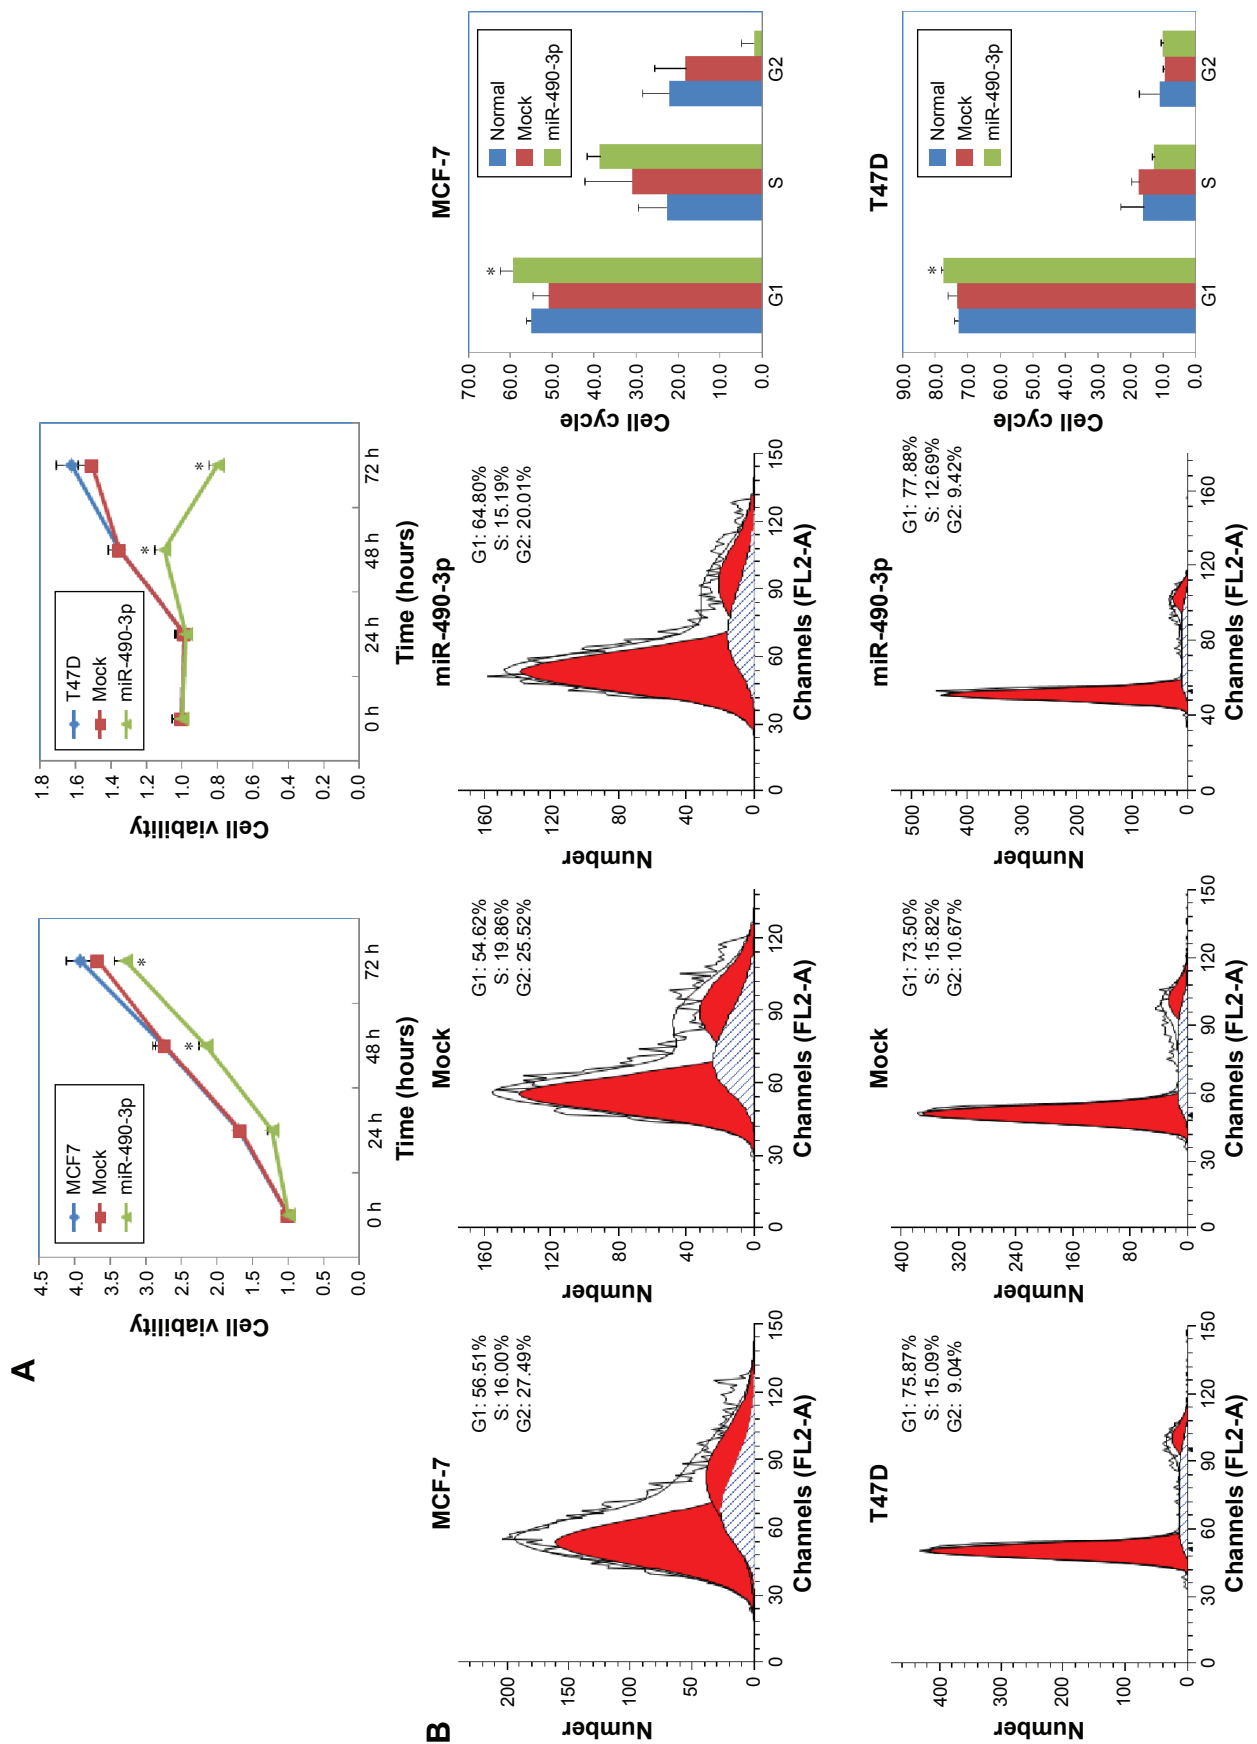 A
4.5
4.0
3.5
3.0
2.5
2.0
1.5
1.0
0.5
0.0
Cell viability
MCF7
Mock
miR-490-3p
*
*
0 h
24 h
48 h
72 h
Time (hours)
1.8
1.6
1.4
1.2
1.0
0.8
0.6
0.4
0.2
0.0
Cell viability
T47D
Mock
miR-490-3p
*
*
0 h
24 h
48 h
72 h
Time (hours)
B
MCF-7
G1: 56.51%
S: 16.00%
G2: 27.49%
200
150
100
50
0
Number
0
30
60
90
120
150
Channels (FL2-A)
Mock
G1: 54.62%
S: 19.86%
G2: 25.52%
160
120
80
40
0
Number
0
30
60
90
120
Channels (FL2-A)
miR-490-3p
G1: 64.80%
S: 15.19%
G2: 20.01%
160
120
80
40
0
Number
0
30
60
90
120
150
Channels (FL2-A)
MCF-7
70.0
60.0
50.0
40.0
30.0
20.0
10.0
0.0
Cell cycle
Normal
Mock
miR-490-3p
*
G1
S
G2
T47D
G1: 75.87%
S: 15.09%
G2: 9.04%
400
300
200
100
0
Number
0
30
60
90
120
150
Channels (FL2-A)
Mock
G1: 73.50%
S: 15.82%
G2: 10.67%
400
320
240
160
80
0
Number
0
30
60
90
120
150
Channels (FL2-A)
miR-490-3p
G1: 77.88%
S: 12.69%
G2: 9.42%
500
400
300
200
100
0
Number
0
40
80
120
160
Channels (FL2-A)
T47D
90.0
80.0
70.0
60.0
50.0
40.0
30.0
20.0
10.0
0.0
Cell cycle
Normal
Mock
miR-490-3p
*
G1
S
G2